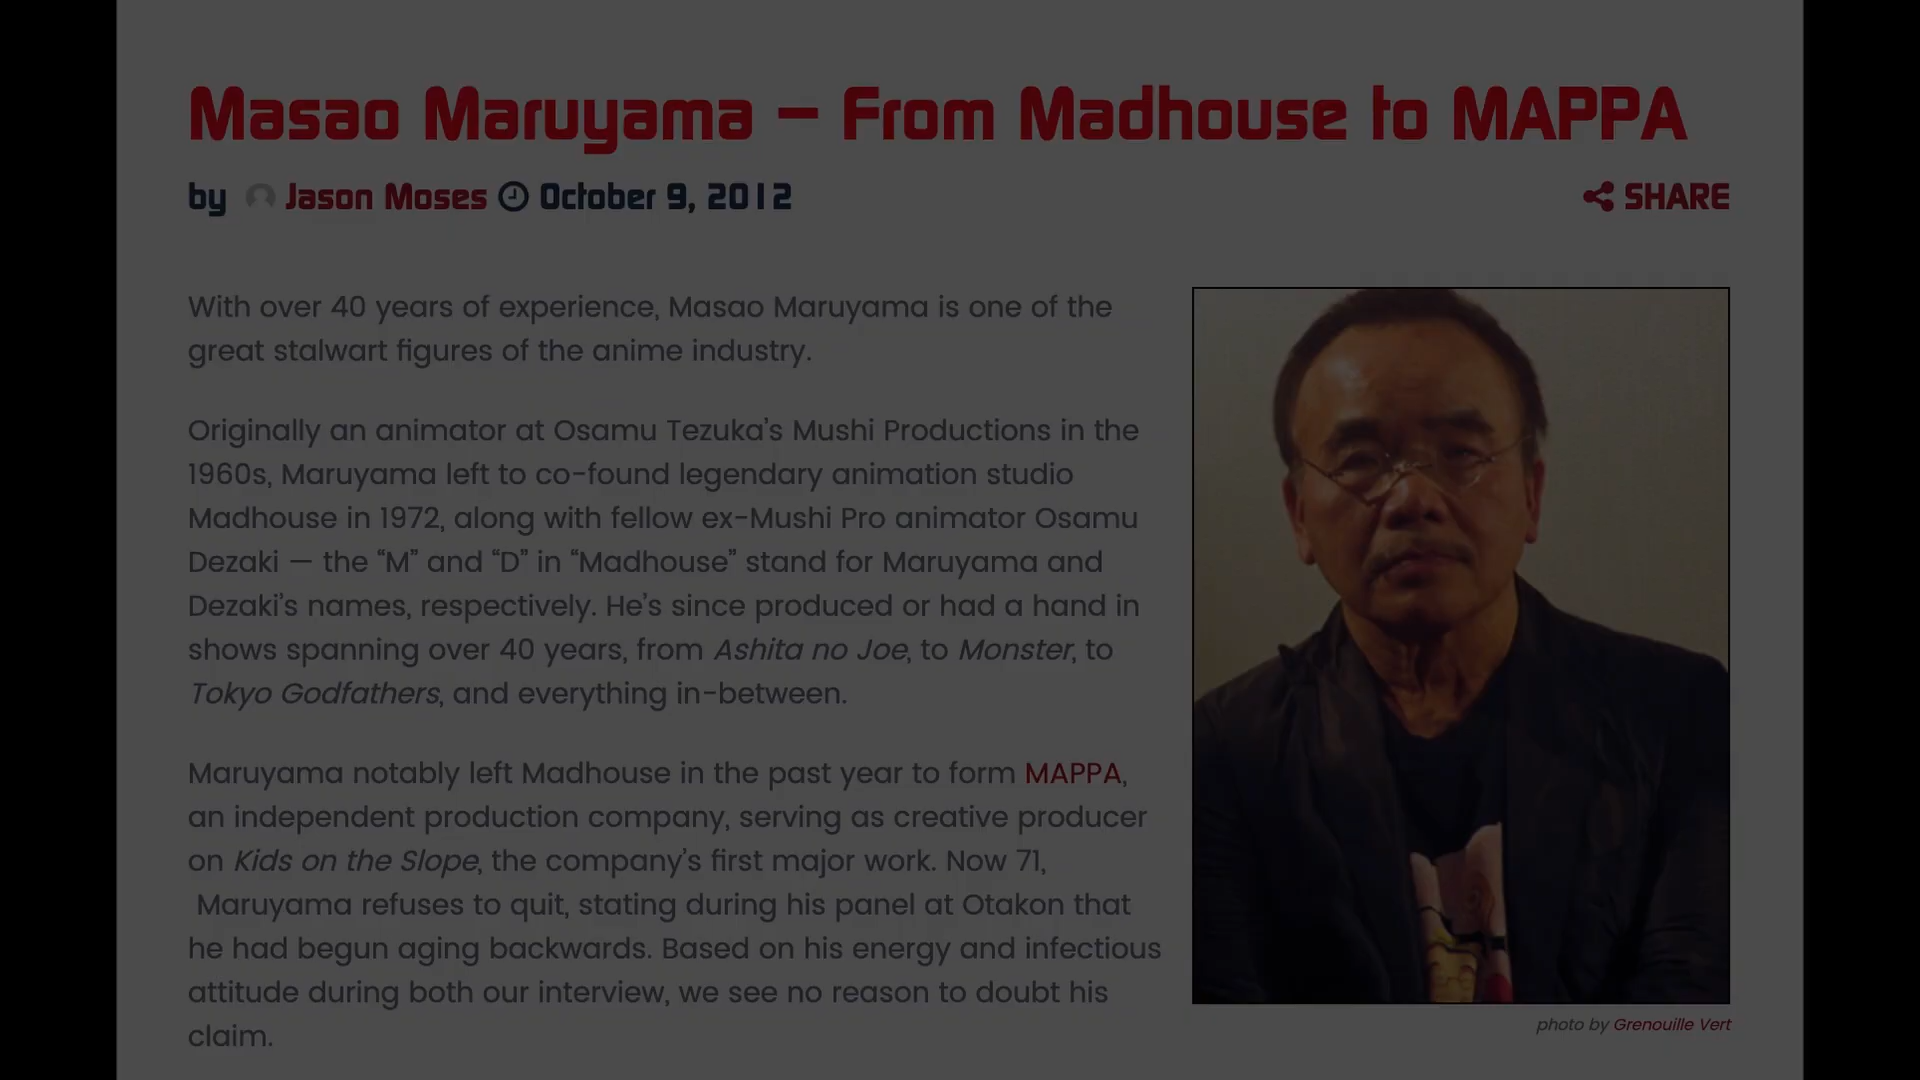 Masao Maruyama – From Madhouse to MAPPA
by Jason Moses October 9, 2012
SHARE
With over 40 years of experience, Masao Maruyama is one of the
great stalwart figures of the anime industry.
Originally an animator at Osamu Tezuka’s Mushi Productions in the
1960s, Maruyama left to co-found legendary animation studio
Madhouse in 1972, along with fellow ex-Mushi Pro animator Osamu
Dezaki — the “M” and “D” in “Madhouse” stand for Maruyama and
Dezaki’s names, respectively. He’s since produced or had a hand in
shows spanning over 40 years, from Ashita no Joe, to Monster, to
Tokyo Godfathers, and everything in-between.
Maruyama notably left Madhouse in the past year to form MAPPA,
an independent production company, serving as creative producer
on Kids on the Slope, the company’s first major work. Now 71,
Maruyama refuses to quit, stating during his panel at Otakon that
he had begun aging backwards. Based on his energy and infectious
attitude during both our interview, we see no reason to doubt his
claim.
photo by Grenouille Vert